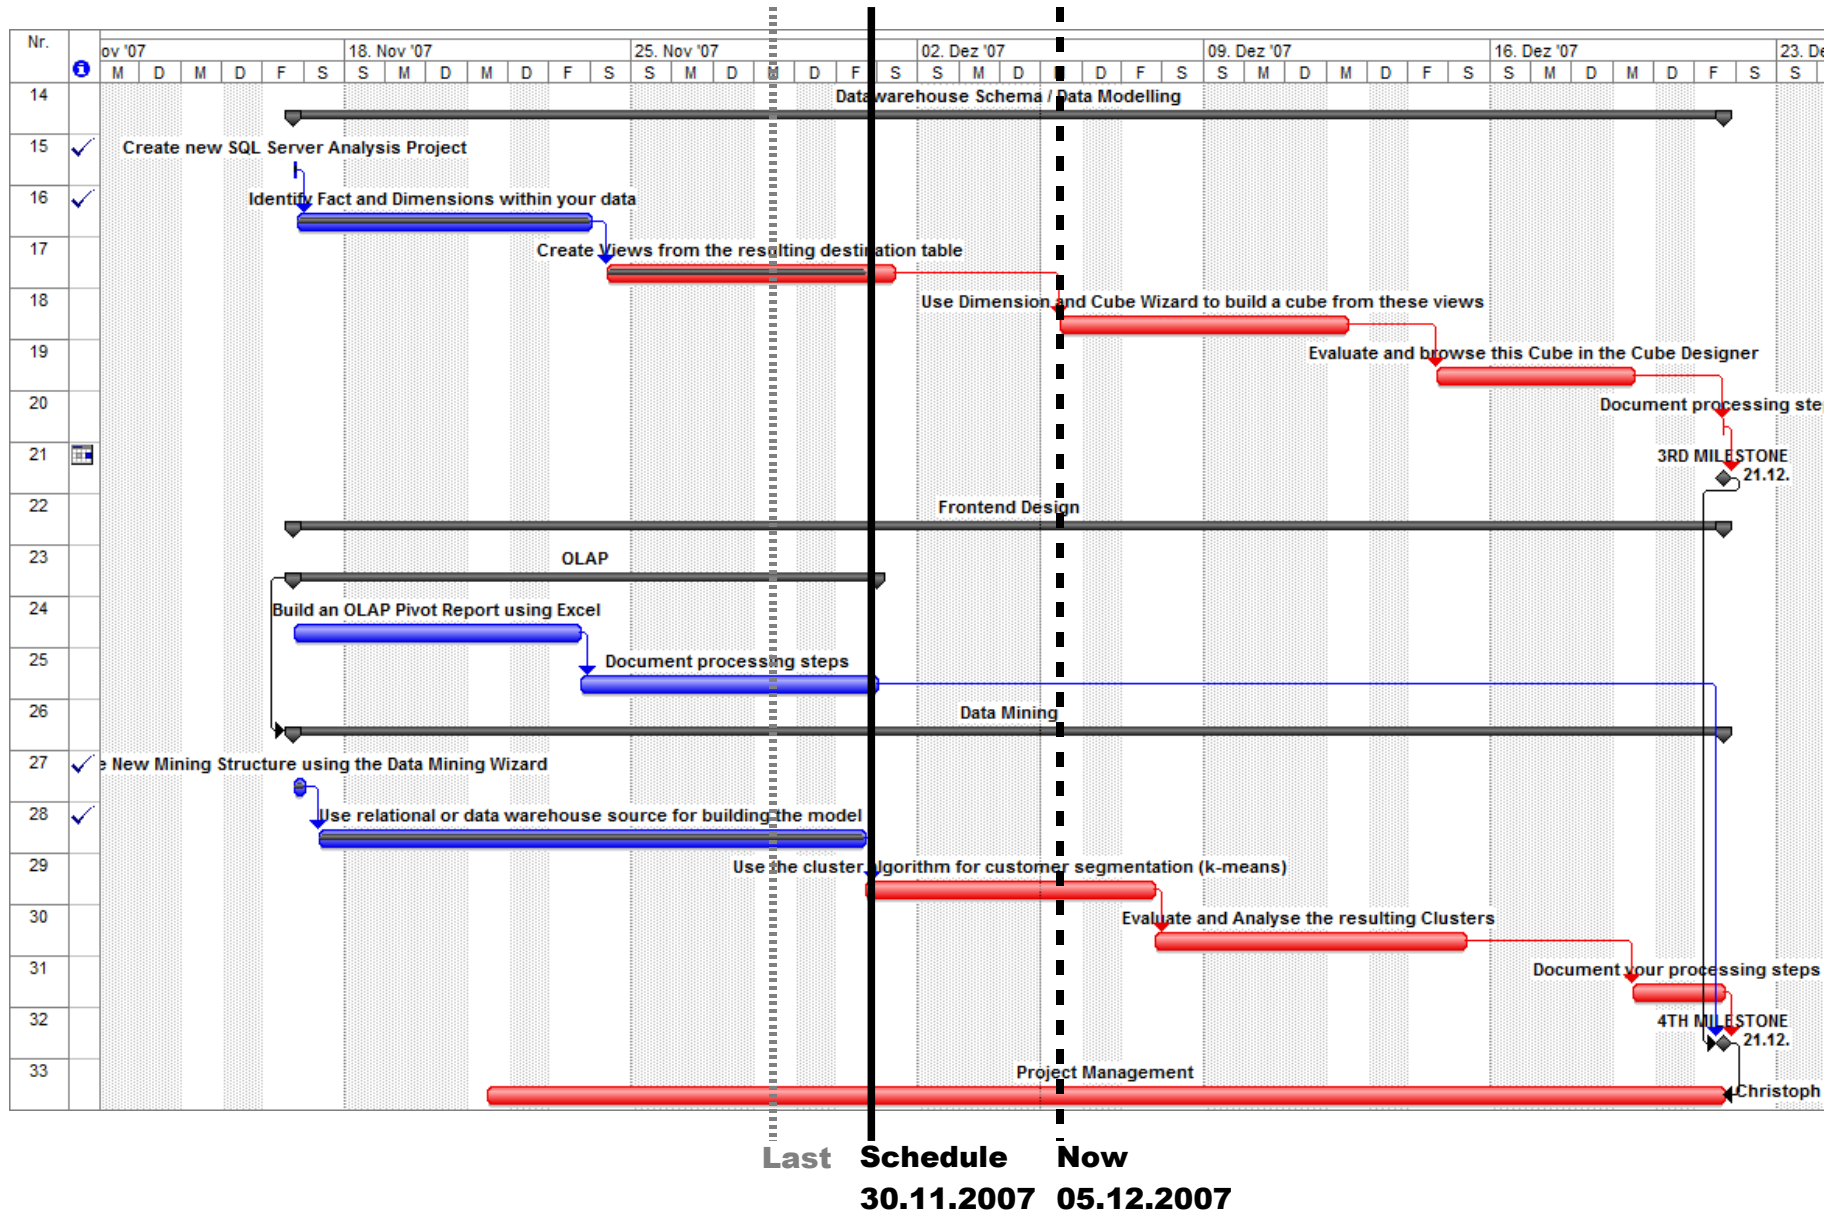 Nr.
ov '07 18. Nov '07 25. Nov '07 02. Dez '07 09. Dez '07 16. Dez '07 23. De
M D M D F S S M D M D F S S M D M D F S S M D M D F S S M D M D F S S M D M D F S S
14 Datawarehouse Schema / Data Modelling
15 Create new SQL Server Analysis Project
16 Identify Fact and Dimensions within your data
17 Create Views from the resulting destination table
18 Use Dimension and Cube Wizard to build a cube from these views
19 Evaluate and browse this Cube in the Cube Designer
20 Document processing ste
21 3RD MILESTONE
21.12.
22 Frontend Design
23 OLAP
24 Build an OLAP Pivot Report using Excel
25 Document processing steps
26 Data Mining
27 e New Mining Structure using the Data Mining Wizard
28 Use relational or data warehouse source for building the model
29 Use the cluster algorithm for customer segmentation (k-means)
30 Evaluate and Analyse the resulting Clusters
31 Document your processing steps
32 4TH MILESTONE
21.12.
33 Project Management
Christoph
Last Schedule Now
30.11.2007 05.12.2007